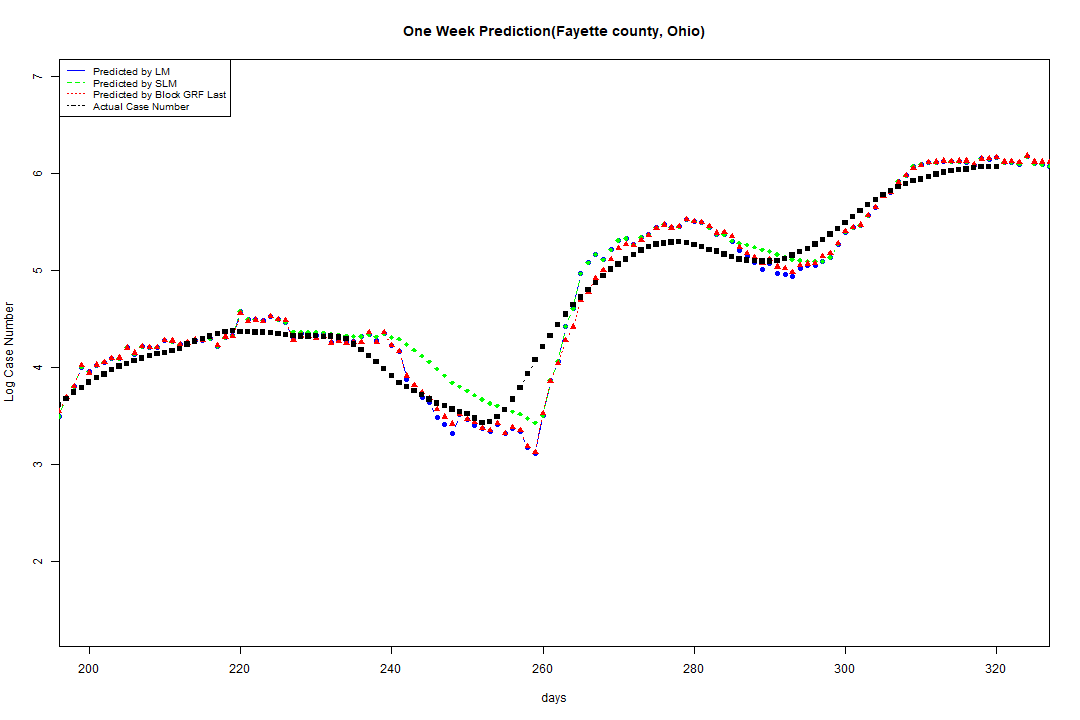 One Week Prediction(Fayette county, Ohio)
Predicted by LM
Predicted by SLM
Predicted by Block GRF Last
Actual Case Number
7
6
5
4
3
2
Log Case Number
200 220 240 260 280 300 320
days